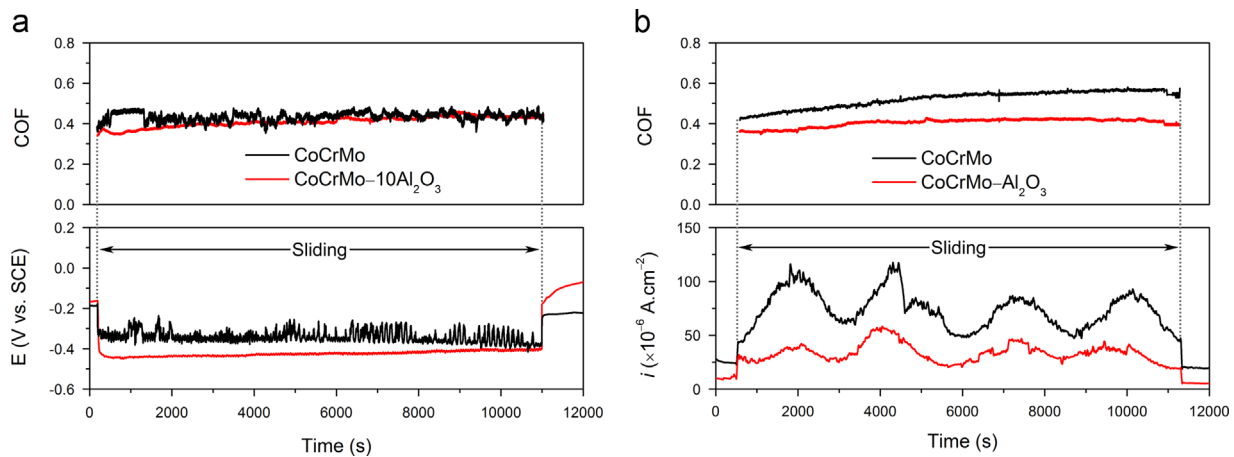 a
0.8
0.6
0.4
0.2
0.0
COF
CoCrMo
CoCrMo–10Al₂O₃
0.2
0.0
-0.2
-0.4
-0.6
E (V vs. SCE)
Sliding
0 2000 4000 6000 8000 10000 12000
Time (s)
b
0.8
0.6
0.4
0.2
0.0
COF
CoCrMo
CoCrMo–Al₂O₃
150
100
50
0
i (×10⁻⁶ A.cm⁻²)
Sliding
0 2000 4000 6000 8000 10000 12000
Time (s)